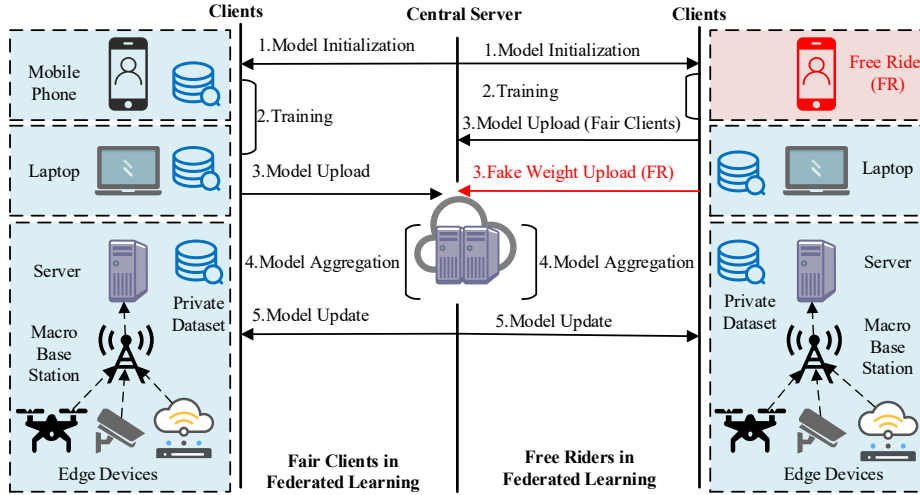 Clients
Central Server
Clients
Mobile
Phone
1.Model Initialization
1.Model Initialization
Free Rider
(FR)
2.Training
2.Training
3.Model Upload (Fair Clients)
Laptop
3.Model Upload
3.Fake Weight Upload (FR)
Laptop
Server
4.Model Aggregation
4.Model Aggregation
Server
Private
Dataset
Private
Dataset
Macro
Base
Station
5.Model Update
5.Model Update
Macro
Base
Station
Edge Devices
Fair Clients in
Federated Learning
Free Riders in
Federated Learning
Edge Devices